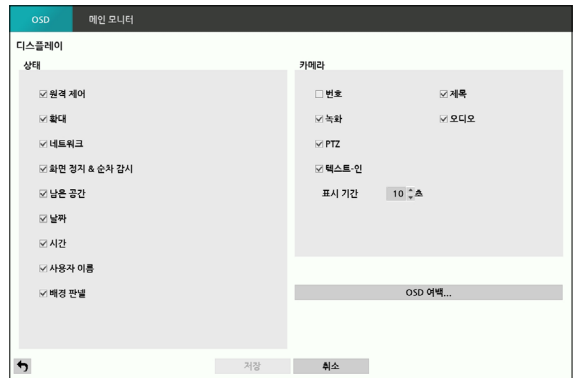 OSD 메인 모니터
디스플레이
상태
원격 제어
확대
네트워크
화면 정지 & 순차 감시
남은 공간
날짜
시간
사용자 이름
배경 판넬
카메라
번호 제목
녹화 오디오
PTZ
텍스트-인
표시 기간 10 초
OSD 여백...
저장 취소